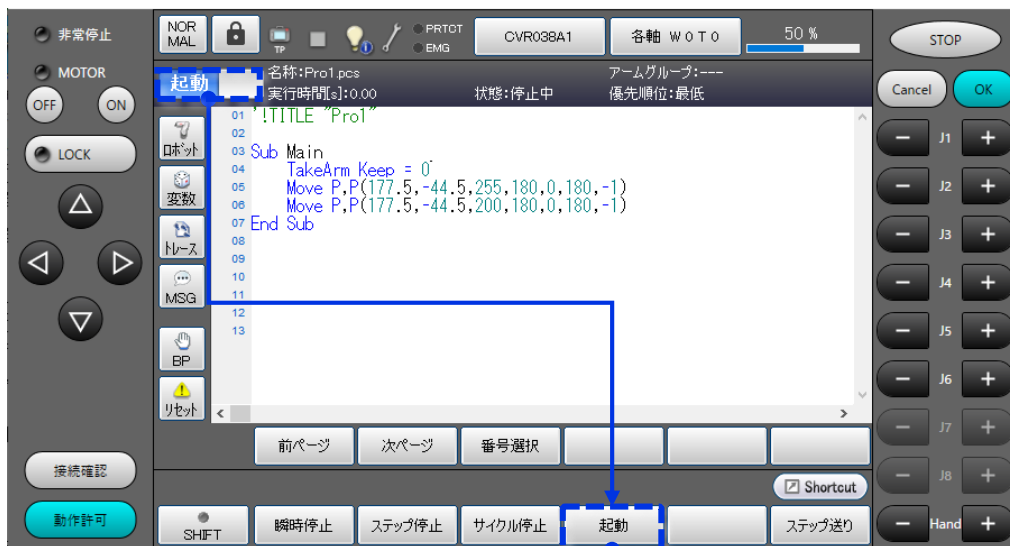 非常停止
MOTOR
OFF
ON
LOCK
接続確認
動作許可
NOR
MAL
TP
PRTCT
EMG
CVR038A1
各軸 W0T0
50 %
起動
名称:Pro1.pcs
アームグループ:---
実行時間[s]:0.00
状態:停止中
優先順位:最低
ロボット
変数
トレース
MSG
BP
リセット
01 '!TITLE "Pro1"
02
03 Sub Main
04 TakeArm Keep = 0
05 Move P,P(177.5,-44.5,255,180,0,180,-1)
06 Move P,P(177.5,-44.5,200,180,0,180,-1)
07 End Sub
08
09
10
11
12
13
前ページ
次ページ
番号選択
Shortcut
SHIFT
瞬時停止
ステップ停止
サイクル停止
起動
ステップ送り
STOP
Cancel
OK
− J1 +
− J2 +
− J3 +
− J4 +
− J5 +
− J6 +
− J7 +
− J8 +
− Hand +